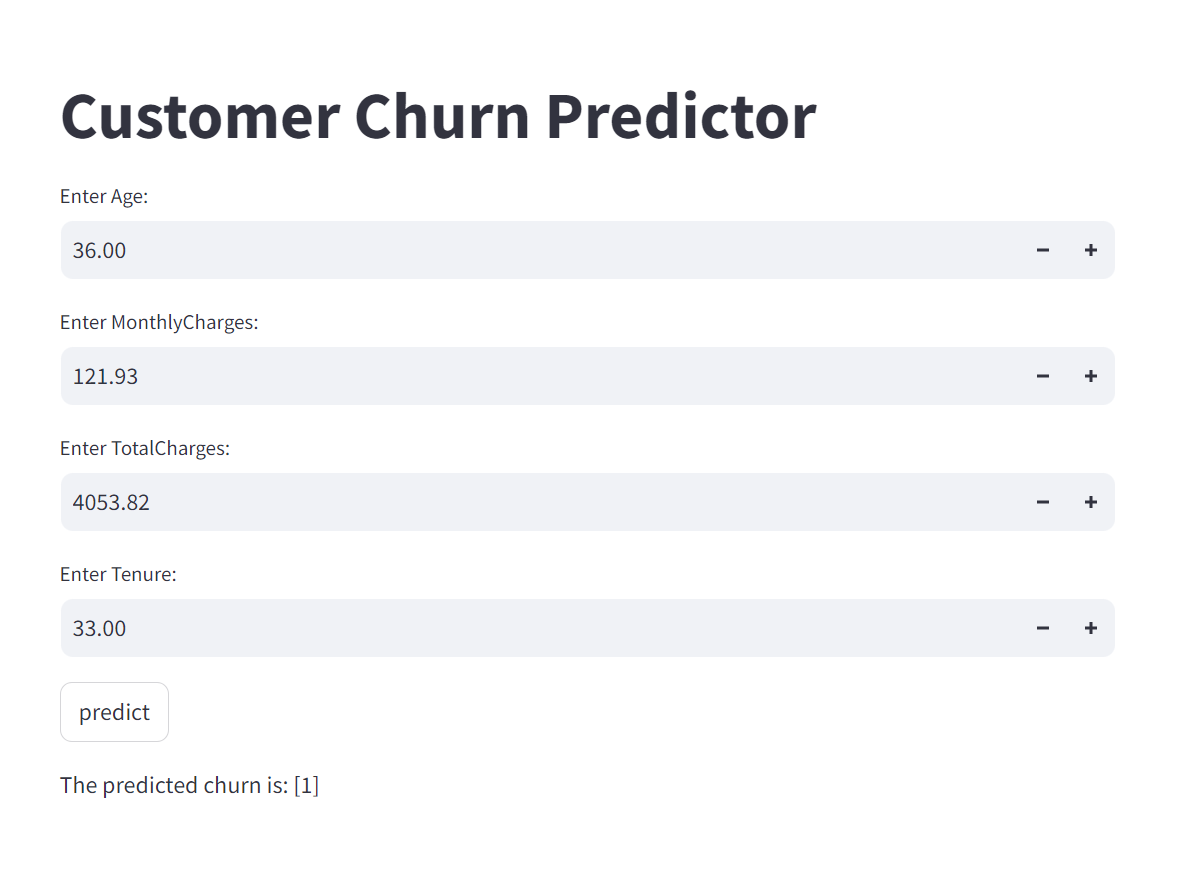 Customer Churn Predictor
Enter Age:
36.00
Enter MonthlyCharges:
121.93
Enter TotalCharges:
4053.82
Enter Tenure:
33.00
predict
The predicted churn is: [1]